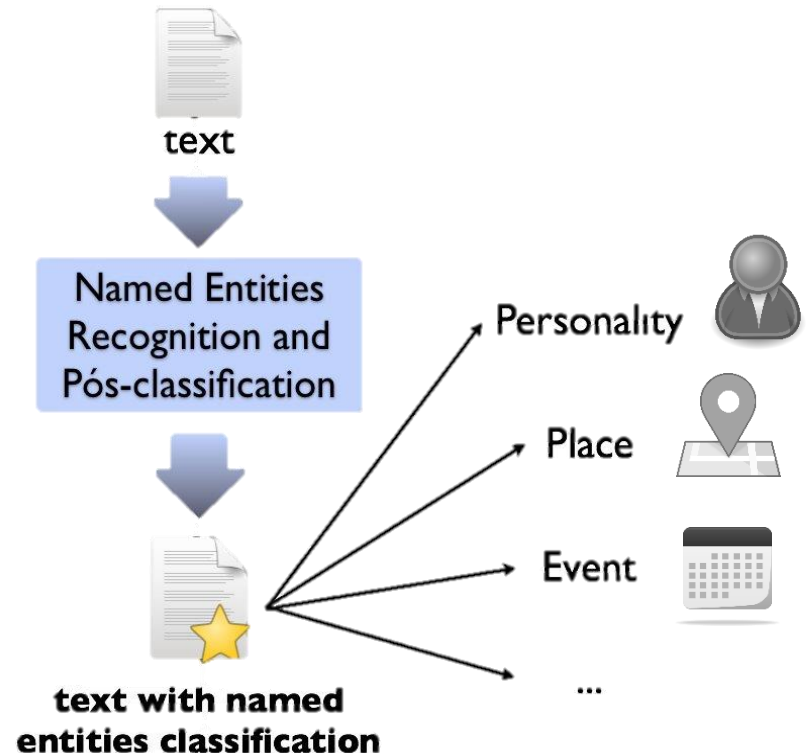 text
Named Entities
Recognition and
Pós-classification
Personality
Place
Event
...
text with named
entities classification